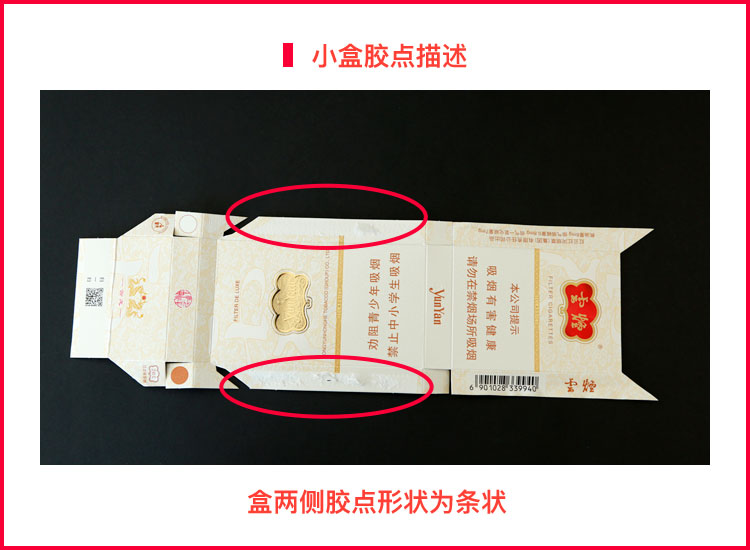 小盒胶点描述
FILTER DE LUXE
劝阻青少年吸烟
禁止中小学生吸烟
YunYan
本公司提示
吸烟有害健康
请勿在禁烟场所吸烟
FILTER CIGARETTES
云烟
6 901028 339940
盒两侧胶点形状为条状